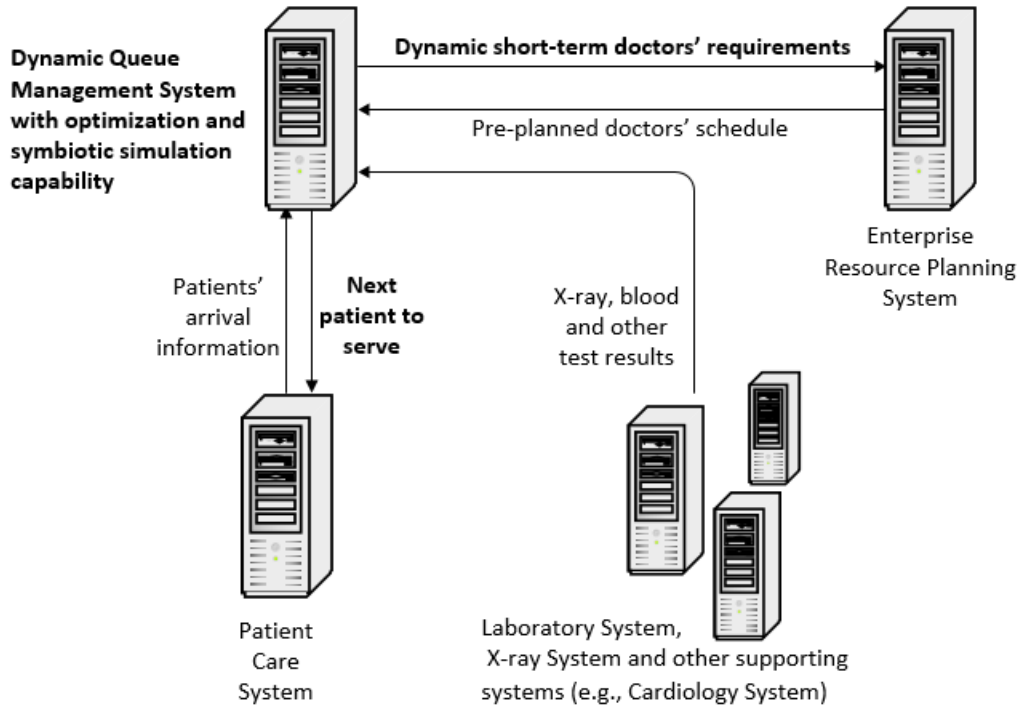 Dynamic Queue
Management System
with optimization and
symbiotic simulation
capability
Dynamic short-term doctors’ requirements
Pre-planned doctors’ schedule
Enterprise
Resource Planning
System
Patients’
arrival
information
Next
patient to
serve
X-ray, blood
and other
test results
Patient
Care
System
Laboratory System,
X-ray System and other supporting
systems (e.g., Cardiology System)